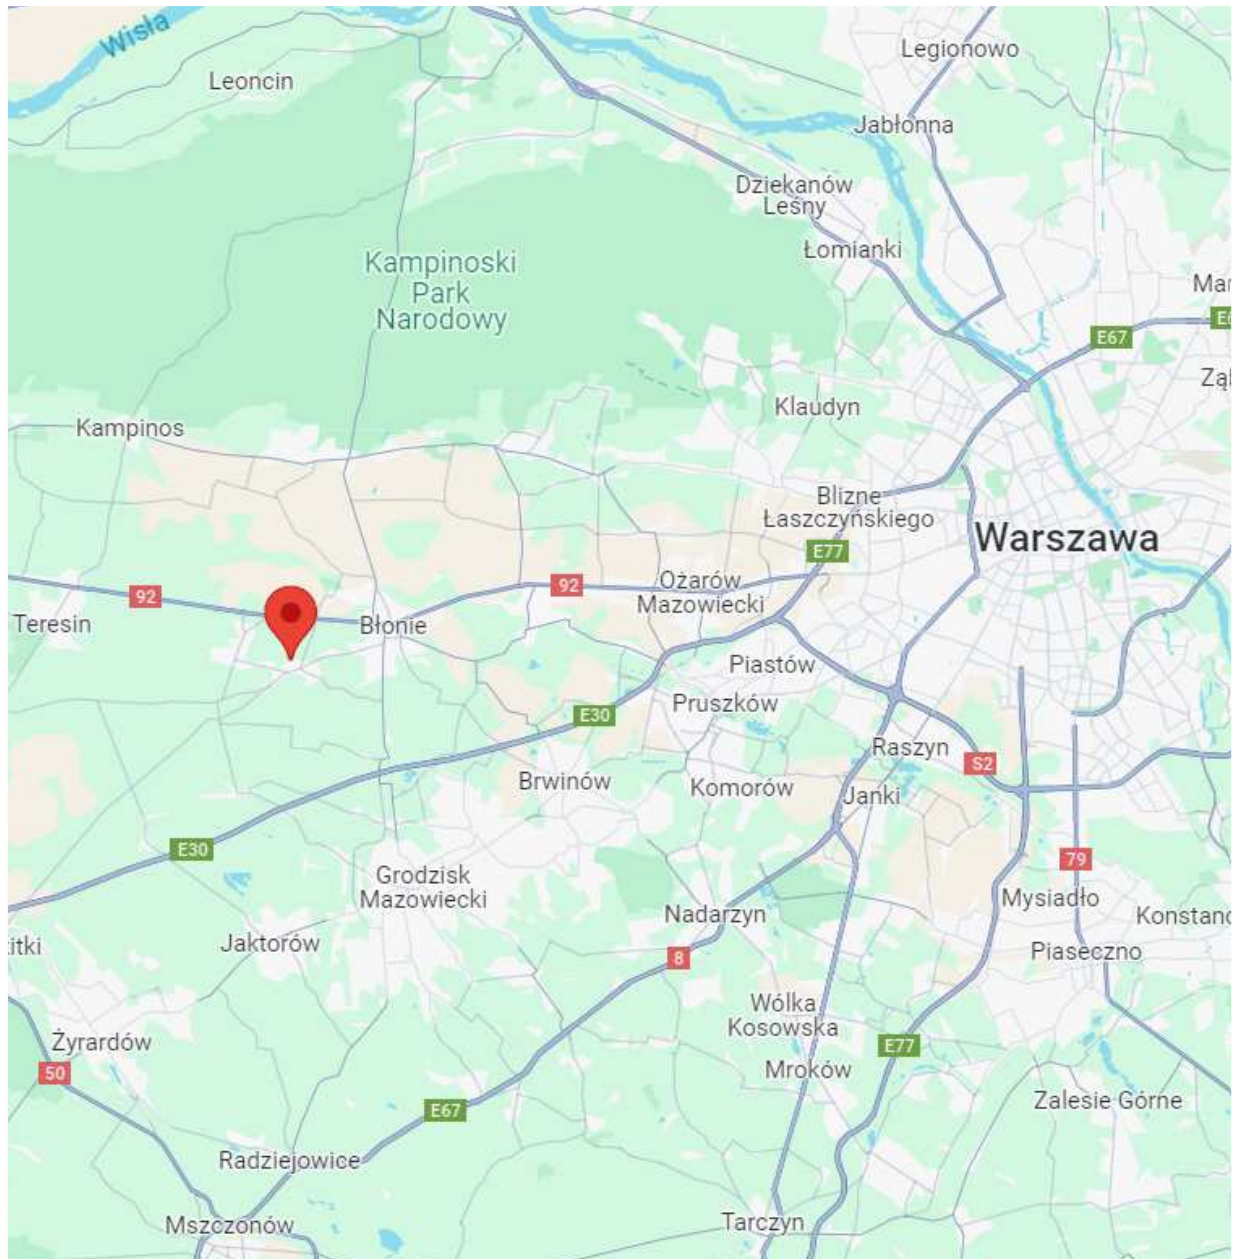 Wisła
Leoncin
Legionowo
Jabłonna
Dziekanów
Leśny
Łomianki
Kampinoski
Park
Narodowy
E67
Klaudyn
Kampinos
Blizne
Łaszczyńskiego
Warszawa
E77
92
92
Ożarów
Mazowiecki
Teresin
Błonie
Piastów
Pruszków
E30
Raszyn
S2
Brwinów
Komorów
Janki
E30
79
Grodzisk
Mazowiecki
Mysiadło
Nadarzyn
Konstanc
itki
Jaktorów
8
Piaseczno
Wólka
Kosowska
Żyrardów
E77
50
Mroków
E67
Zalesie Górne
Radziejowice
Mszczonów
Tarczyn